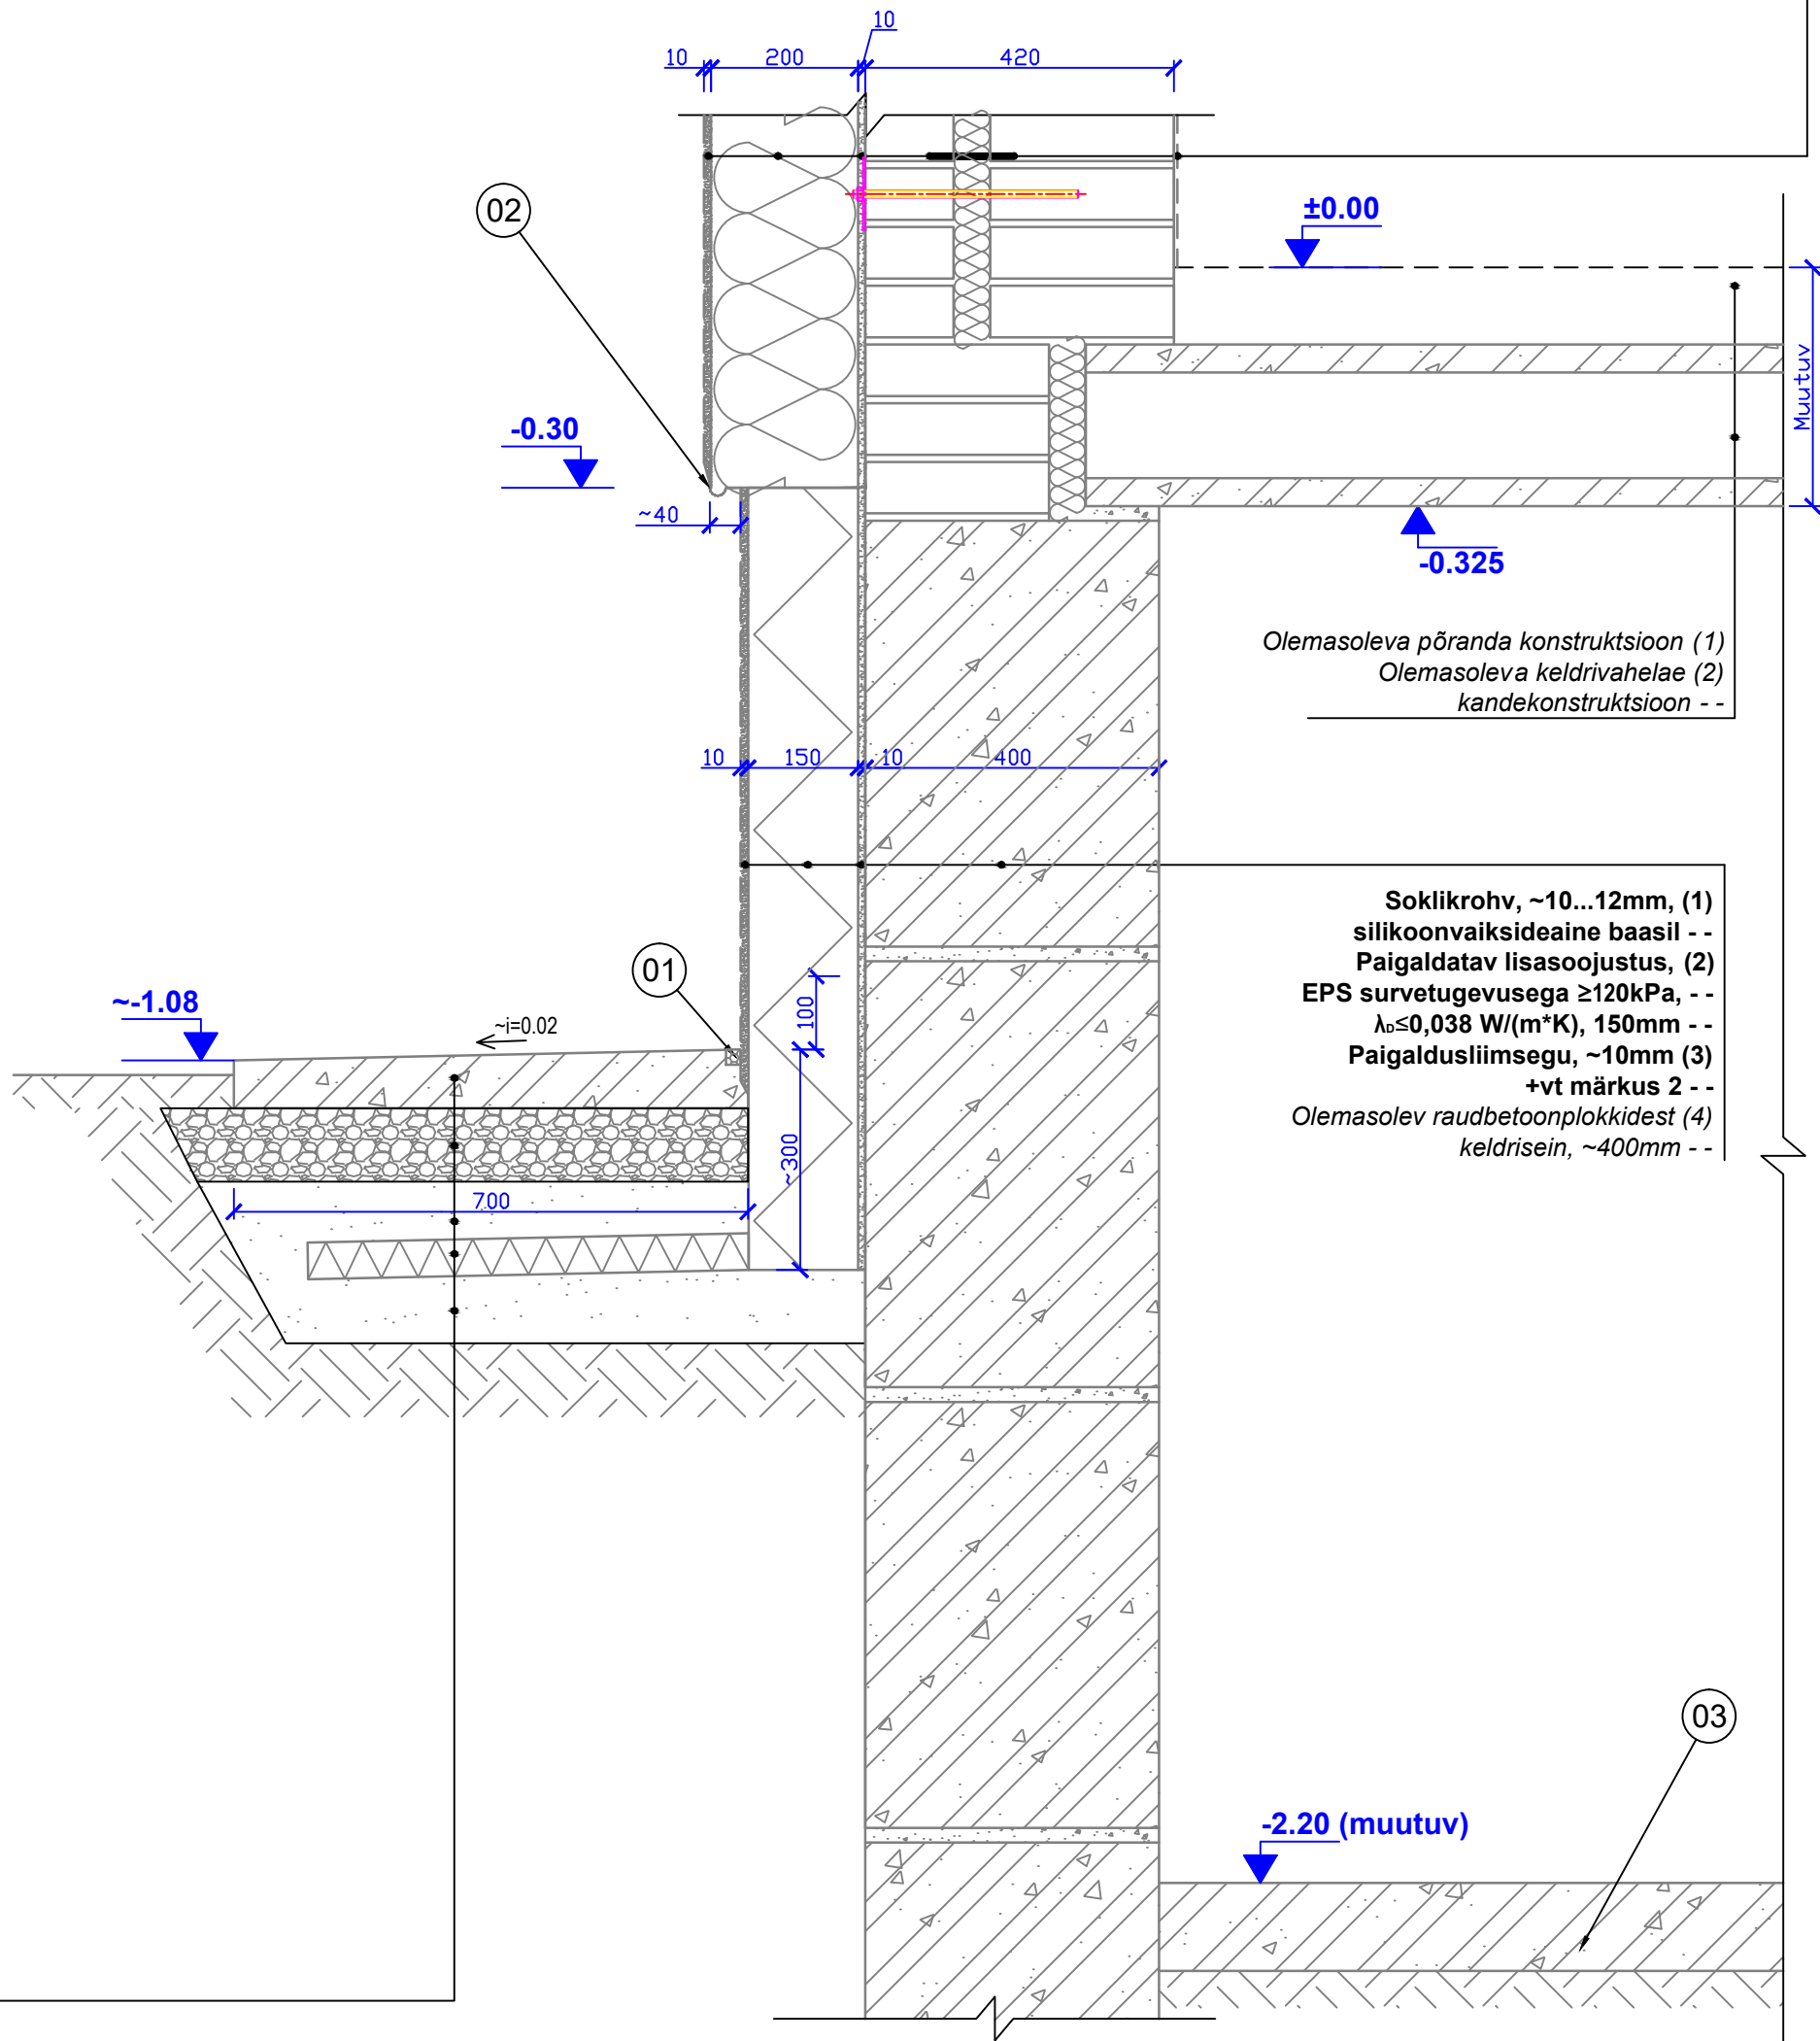 10
10
200
420
02
±0.00
Muutuv
-0.30
~40
-0.325
Olemasoleva põranda konstruktsioon (1)
Olemasoleva keldrivahelae (2)
kandekonstruktsioon - -
10
150
10
400
Soklikrohv, ~10...12mm, (1)
silikoonvaiksideaine baasil - -
Paigaldatav lisasoojustus, (2)
EPS survetugevusega ≥120kPa, - -
λD≤0,038 W/(m*K), 150mm - -
Paigaldusliimsegu, ~10mm (3)
+vt märkus 2 - -
Olemasolev raudbetoonplokkidest (4)
keldrisein, ~400mm - -
01
~-1.08
~i=0.02
100
~300
700
03
-2.20 (muutuv)